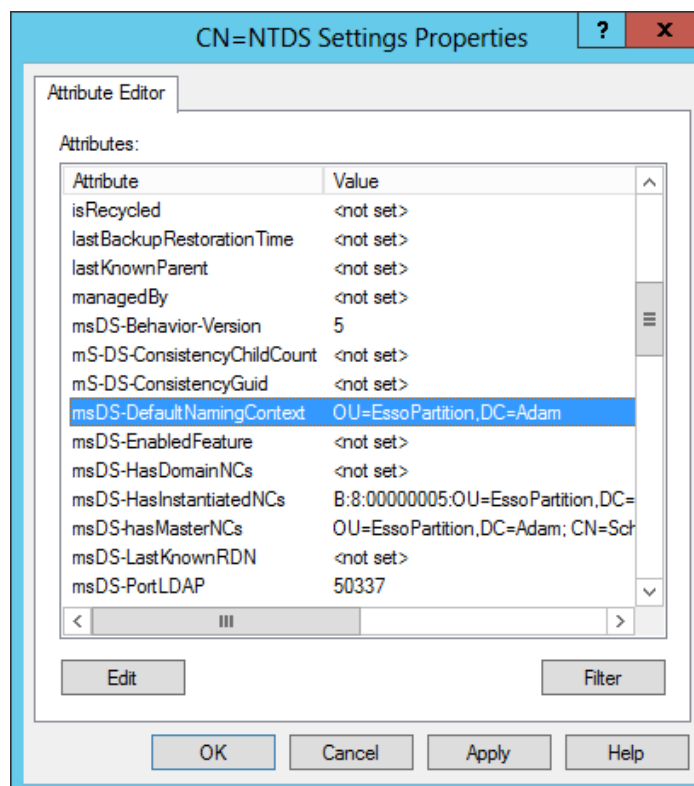 CN=NTDS Settings Properties ? x
Attribute Editor
Attributes:
Attribute Value
isRecycled <not set>
lastBackupRestorationTime <not set>
lastKnownParent <not set>
managedBy <not set>
msDS-Behavior-Version 5
mS-DS-ConsistencyChildCount <not set>
mS-DS-ConsistencyGuid <not set>
msDS-DefaultNamingContext OU=EssoPartition,DC=Adam
msDS-EnabledFeature <not set>
msDS-HasDomainNCs <not set>
msDS-HasInstantiatedNCs B:8:00000005:OU=EssoPartition,DC=
msDS-hasMasterNCs OU=EssoPartition,DC=Adam; CN=Sch
msDS-LastKnownRDN <not set>
msDS-PortLDAP 50337
Edit Filter
OK Cancel Apply Help